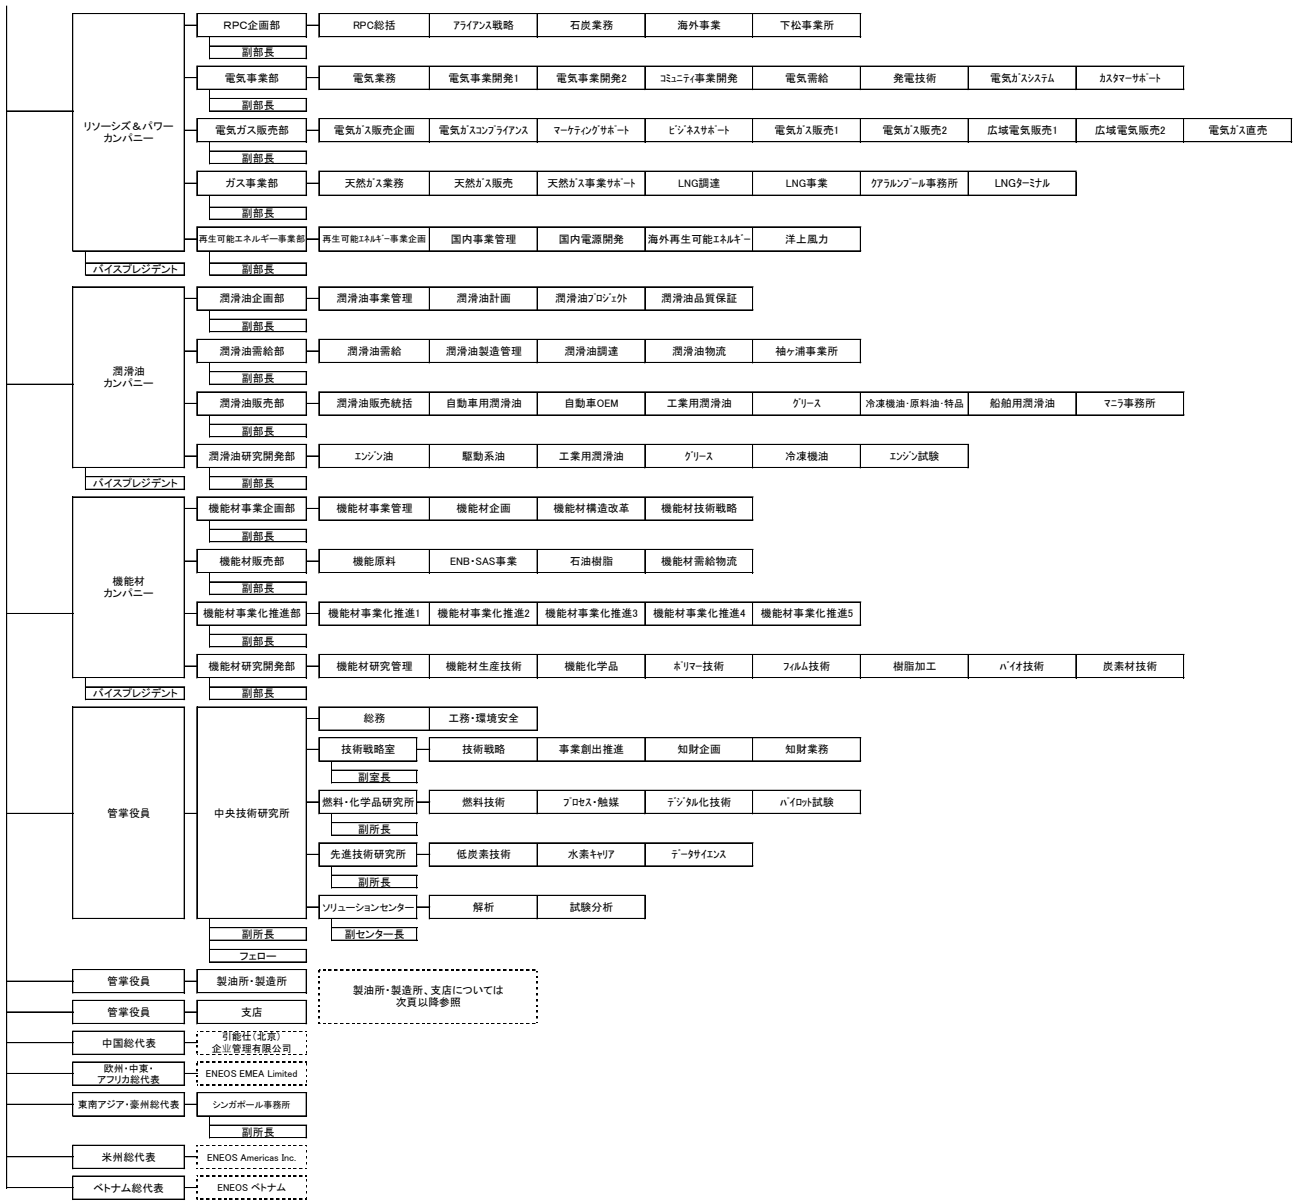 RPC企画部 RPC総括 アライアンス戦略 石炭業務 海外事業 下松事業所
副部長
電気事業部 電気業務 電気事業開発1 電気事業開発2 コミュニティ事業開発 電気需給 発電技術 電気ガスシステム カスタマーサポート
副部長
リソーシズ＆パワー
カンパニー
電気ガス販売部 電気ガス販売企画 電気ガスコンプライアンス マーケティングサポート ビジネスサポート 電気ガス販売1 電気ガス販売2 広域電気販売1 広域電気販売2 電気ガス直売
副部長
ガス事業部 天然ガス業務 天然ガス販売 天然ガス事業サポート LNG調達 LNG事業 クアラルンプール事務所 LNGターミナル
副部長
再生可能エネルギー事業部 再生可能エネルギー事業企画 国内事業管理 国内電源開発 海外再生可能エネルギー 洋上風力
バイスプレジデント 副部長
潤滑油企画部 潤滑油事業管理 潤滑油計画 潤滑油プロジェクト 潤滑油品質保証
副部長
潤滑油需給部 潤滑油需給 潤滑油製造管理 潤滑油調達 潤滑油物流 袖ヶ浦事業所
副部長
潤滑油
カンパニー
潤滑油販売部 潤滑油販売統括 自動車用潤滑油 自動車OEM 工業用潤滑油 グリース 冷凍機油・原料油・特品 船舶用潤滑油 マニラ事務所
副部長
潤滑油研究開発部 エンジン油 駆動系油 工業用潤滑油 グリース 冷凍機油 エンジン試験
バイスプレジデント 副部長
機能材事業企画部 機能材事業管理 機能材企画 機能材構造改革 機能材技術戦略
副部長
機能材販売部 機能原料 ENB・SAS事業 石油樹脂 機能材需給物流
副部長
機能材
カンパニー
機能材事業化推進部 機能材事業化推進1 機能材事業化推進2 機能材事業化推進3 機能材事業化推進4 機能材事業化推進5
副部長
機能材研究開発部 機能材研究管理 機能材生産技術 機能化学品 ポリマー技術 フィルム技術 樹脂加工 バイオ技術 炭素材技術
バイスプレジデント 副部長
総務 工務・環境安全
技術戦略室 技術戦略 事業創出推進 知財企画 知財業務
副室長
管掌役員 中央技術研究所 燃料・化学品研究所 燃料技術 プロセス・触媒 デジタル化技術 パイロット試験
副所長
先進技術研究所 低炭素技術 水素キャリア データサイエンス
副所長
ソリューションセンター 解析 試験分析
副所長 副センター長
フェロー
管掌役員 製油所・製造所
製油所・製造所、支店については
次頁以降参照
管掌役員 支店
中国総代表
引能仕（北京）
企业管理有限公司
欧州・中東・
アフリカ総代表
ENEOS EMEA Limited
東南アジア・豪州総代表 シンガポール事務所
副所長
米州総代表 ENEOS Americas Inc.
ベトナム総代表 ENEOS ベトナム